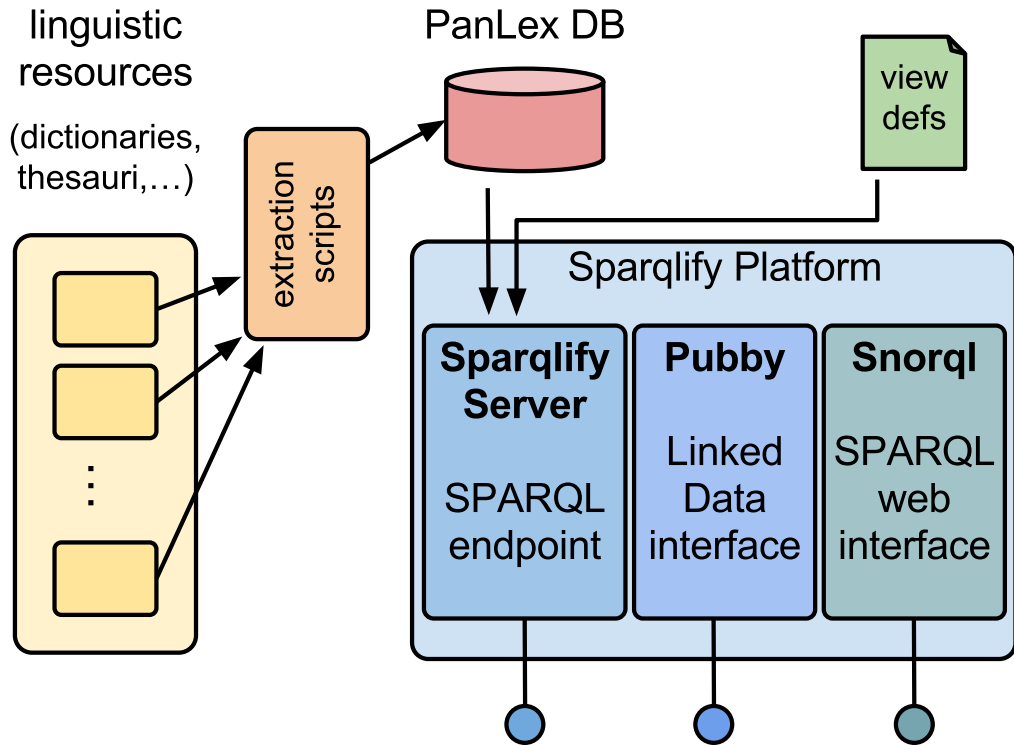 linguistic
resources
(dictionaries,
thesauri,…)
extraction
scripts
PanLex DB
view
defs
Sparqlify Platform
Sparqlify
Server
SPARQL
endpoint
Pubby
Linked
Data
interface
Snorql
SPARQL
web
interface